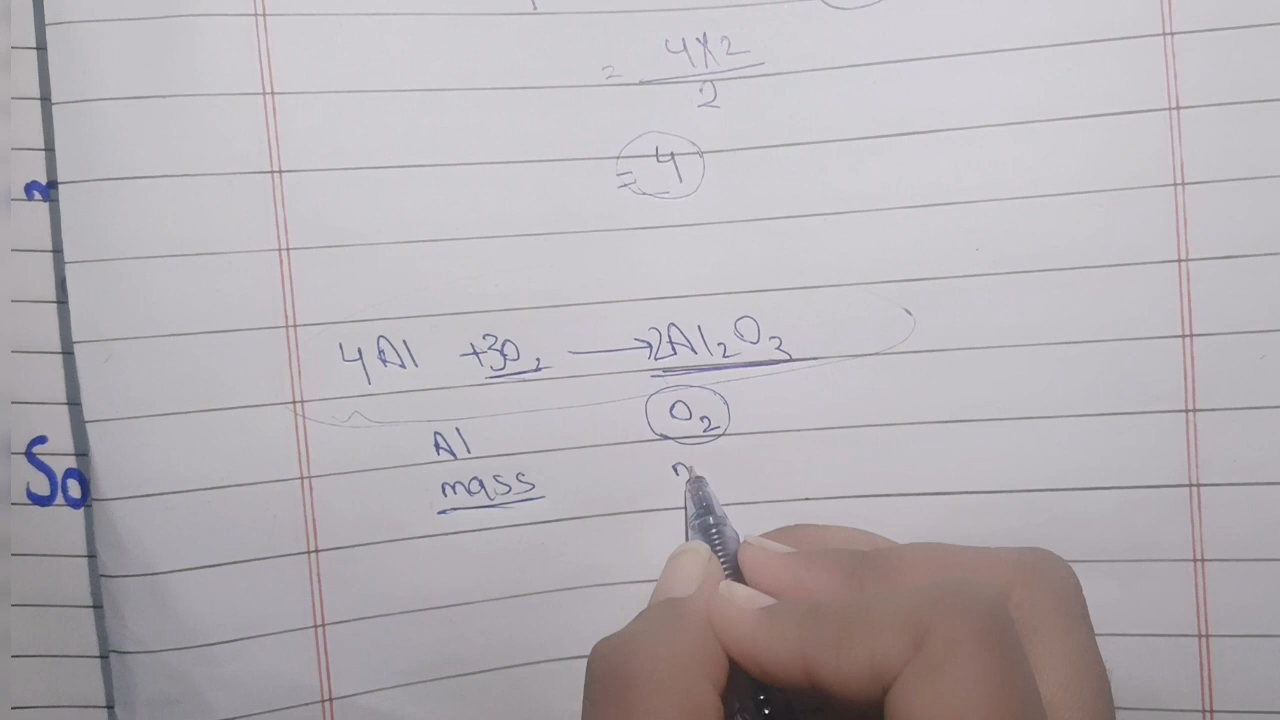 = 4×2
2
= 4
4Al + 3O₂ → 2Al₂O₃
Al O₂
mass
So